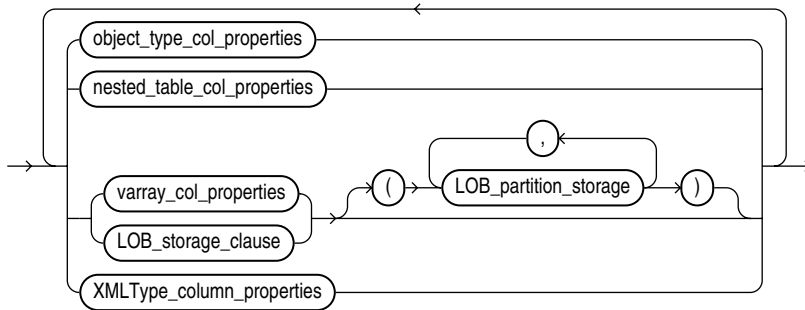 object_type_col_properties
nested_table_col_properties
,
varray_col_properties
( LOB_partition_storage )
LOB_storage_clause
XMLType_column_properties